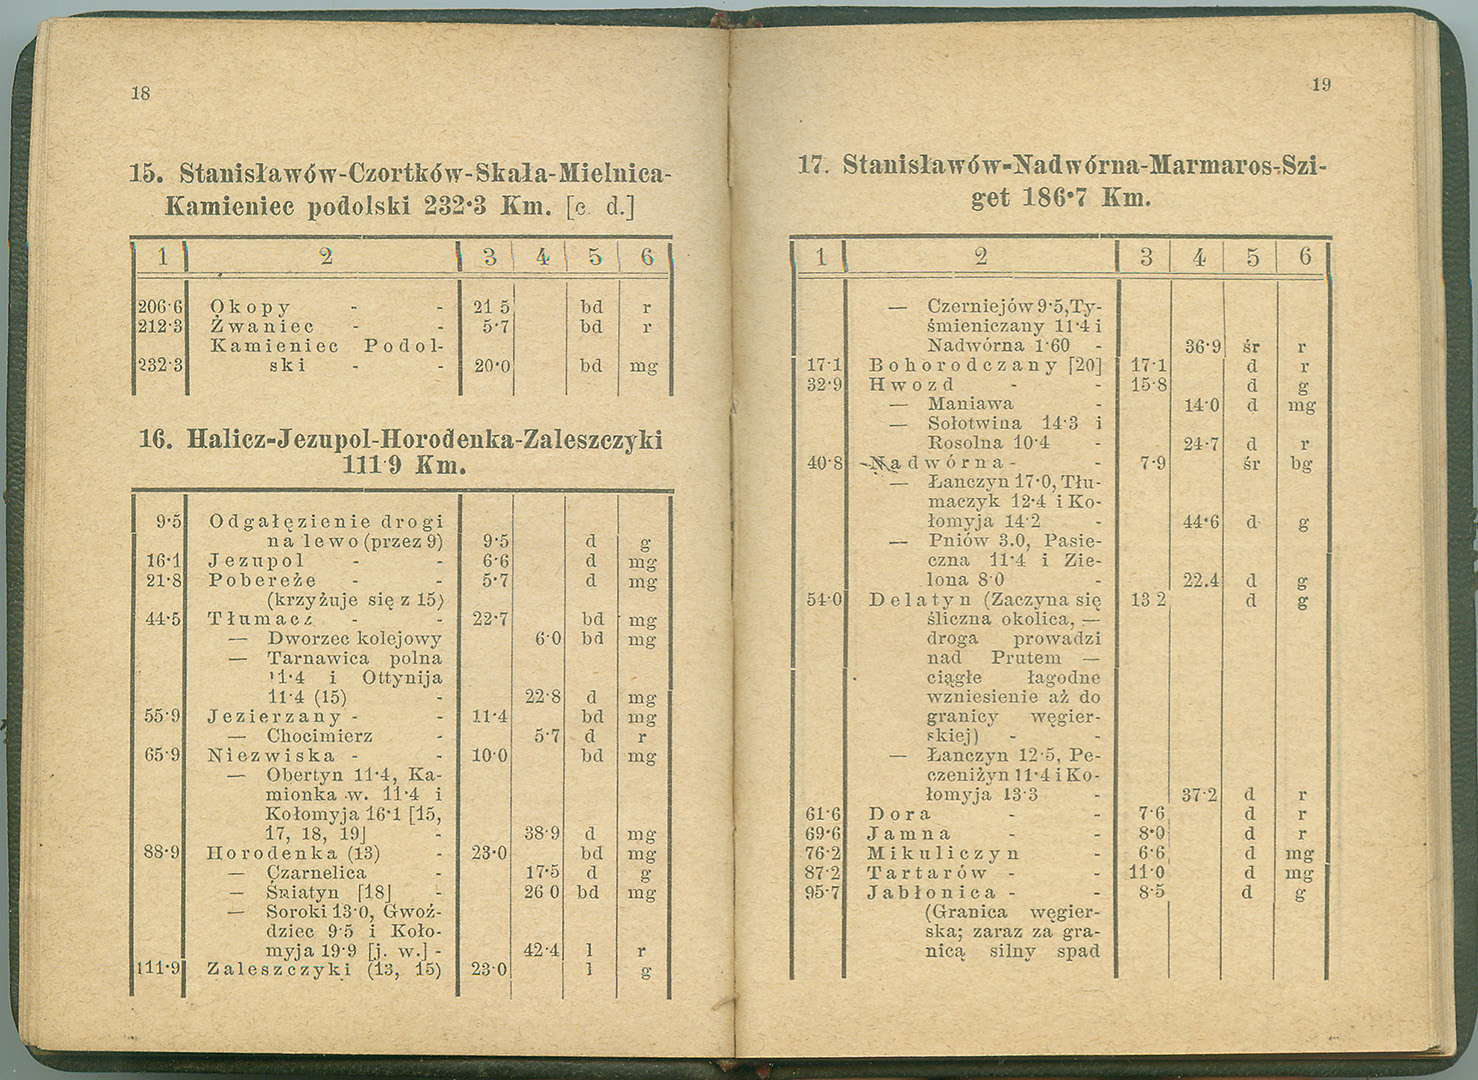 18
15. Stanisławów-Czortków-Skała-Mielnica-
Kamieniec podolski 232·3 Km. [c. d.]
1 2 3 4 5 6
206·6 Okopy - - 21·5 bd r
212·3 Żwaniec - - 5·7 bd r
Kamieniec Podol-
232·3 ski - - 20·0 bd mg
16. Halicz-Jezupol-Horodenka-Zaleszczyki
111·9 Km.
9·5 Odgałęzienie drogi
na lewo (przez 9) 9·5 d g
16·1 Jezupol - - 6·6 d mg
21·8 Pobereże - - 5·7 d mg
(krzyżuje się z 15)
44·5 Tłumacz - - 22·7 bd mg
— Dworzec kolejowy 6·0 bd mg
— Tarnawica polna
11·4 i Ottynija
11·4 (15) - 22·8 d mg
55·9 Jezierzany - - 11·4 bd mg
— Chocimierz - 5·7 d r
65·9 Niezwiska - - 10·0 bd mg
— Obertyn 11·4, Ka-
mionka w. 11·4 i
Kołomyja 16·1 [15,
17, 18, 19] - 38·9 d mg
88·9 Horodenka (13) - 23·0 bd mg
— Czarnelica - 17·5 d g
— Śniatyn [18] - 26·0 bd mg
— Soroki 13·0, Gwoź-
dziec 9·5 i Koło-
myja 19·9 [j. w.] - 42·4 l r
111·9 Zaleszczyki (13, 15) 23·0 l g
19
17. Stanisławów-Nadwórna-Marmaros-Szi-
get 186·7 Km.
1 2 3 4 5 6
— Czerniejów 9·5, Ty-
śmieniczany 11·4 i
Nadwórna 1·60 - 36·9 śr r
17·1 Bohorodczany [20] 17·1 d r
32·9 Hwozd - - 15·8 d g
— Maniawa - 14·0 d mg
— Sołotwina 14·3 i
Rosolna 10·4 - 24·7 d r
40·8 Nadwórna - - 7·9 śr bg
— Łanczyn 17·0, Tłu-
maczyk 12·4 i Ko-
łomyja 14·2 - 44·6 d g
— Pniów 3.0, Pasie-
czna 11·4 i Zie-
lona 8·0 - 22.4 d g
54·0 Delatyn (Zaczyna się 13·2 d g
śliczna okolica, —
droga prowadzi
nad Prutem —
ciągłe łagodne
wzniesienie aż do
granicy węgier-
skiej) - -
— Łanczyn 12·5, Pe-
czeniżyn 11·4 i Ko-
łomyja 13·3 - 37·2 d r
61·6 Dora - - 7·6 d r
69·6 Jamna - - 8·0 d r
76·2 Mikuliczyn - 6·6 d mg
87·2 Tartarów - - 11·0 d mg
95·7 Jabłonica - - 8·5 d g
(Granica węgier-
ska; zaraz za gra-
nicą silny spad